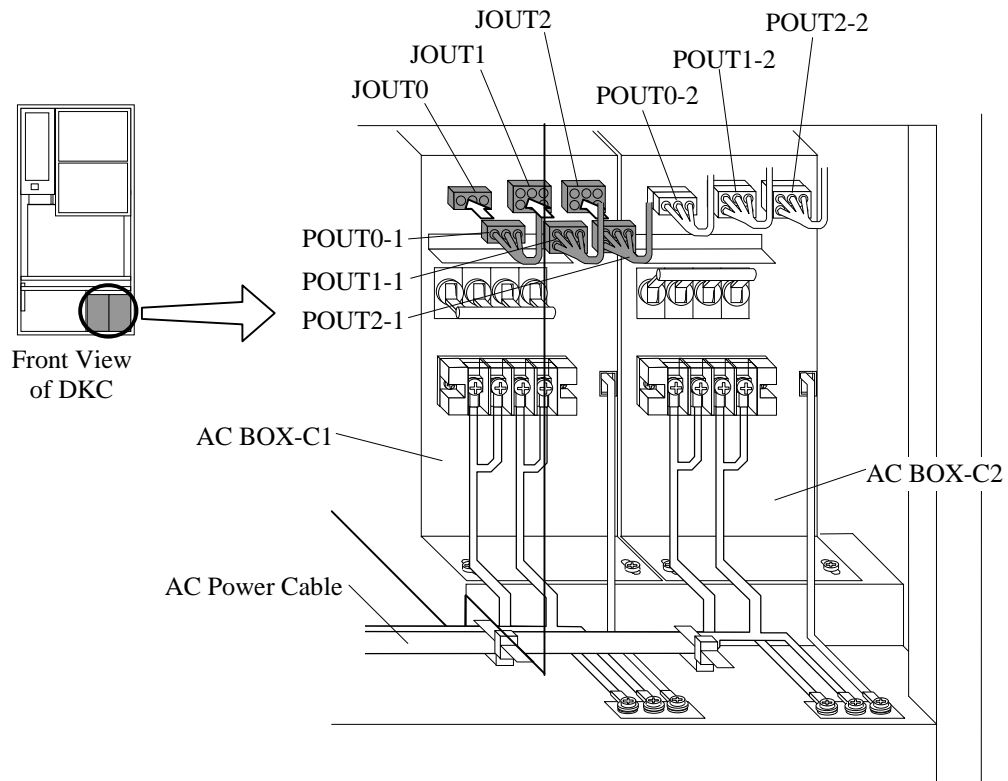 JOUT2
POUT2-2
JOUT1
POUT1-2
JOUT0
POUT0-2
POUT0-1
POUT1-1
POUT2-1
Front View
of DKC
AC BOX-C1
AC BOX-C2
AC Power Cable